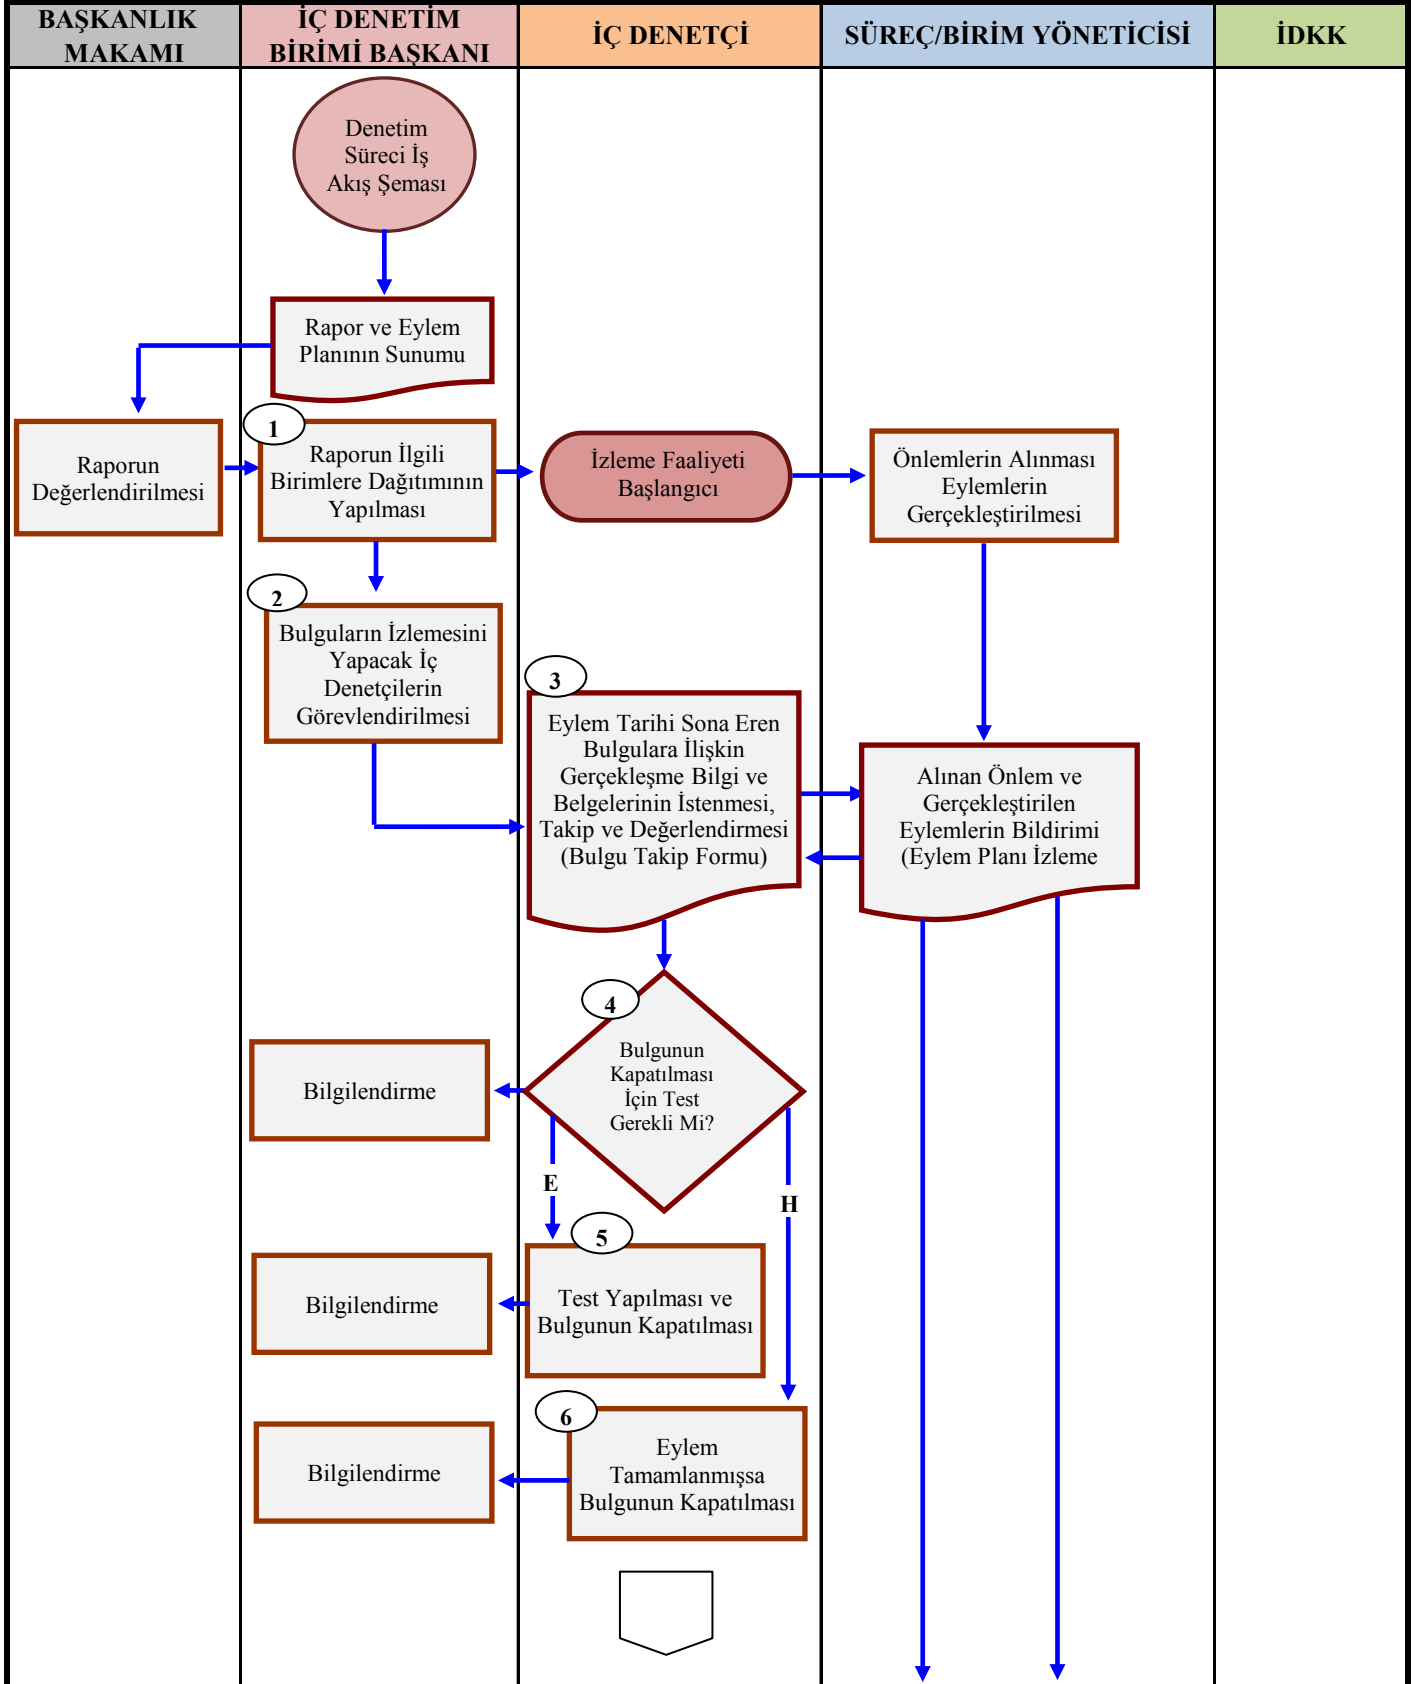 BAŞKANLIK
MAKAMI
İÇ DENETİM
BİRİMİ BAŞKANI
İÇ DENETÇİ
SÜREÇ/BİRİM YÖNETİCİSİ
İDKK
Denetim
Süreci İş
Akış Şeması
Rapor ve Eylem
Planının Sunumu
Raporun
Değerlendirilmesi
1
Raporun İlgili
Birimlere Dağıtımının
Yapılması
İzleme Faaliyeti
Başlangıcı
Önlemlerin Alınması
Eylemlerin
Gerçekleştirilmesi
2
Bulguların İzlemesini
Yapacak İç
Denetçilerin
Görevlendirilmesi
3
Eylem Tarihi Sona Eren
Bulgulara İlişkin
Gerçekleşme Bilgi ve
Belgelerinin İstenmesi,
Takip ve Değerlendirmesi
(Bulgu Takip Formu)
Alınan Önlem ve
Gerçekleştirilen
Eylemlerin Bildirimi
(Eylem Planı İzleme
4
Bulgunun
Kapatılması
İçin Test
Gerekli Mi?
Bilgilendirme
E
H
5
Test Yapılması ve
Bulgunun Kapatılması
Bilgilendirme
6
Eylem
Tamamlanmışsa
Bulgunun Kapatılması
Bilgilendirme